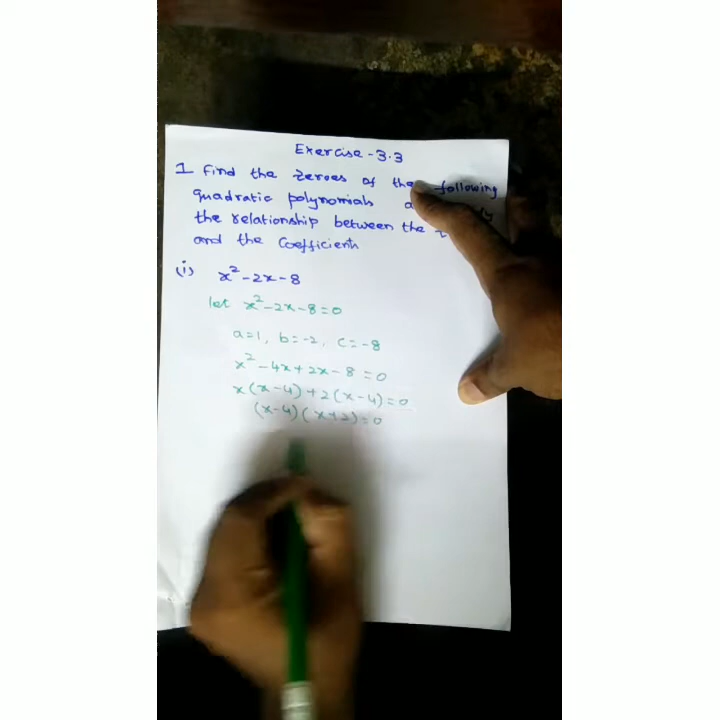 Exercise - 3.3
1 Find the zeroes of the following
quadratic polynomials
the relationship between the
and the coefficients
(i) x² - 2x - 8
let x² - 2x - 8 = 0
a = 1, b = -2, c = -8
x² - 4x + 2x - 8 = 0
x (x - 4) + 2 (x - 4) = 0
(x - 4) (x + 2) = 0